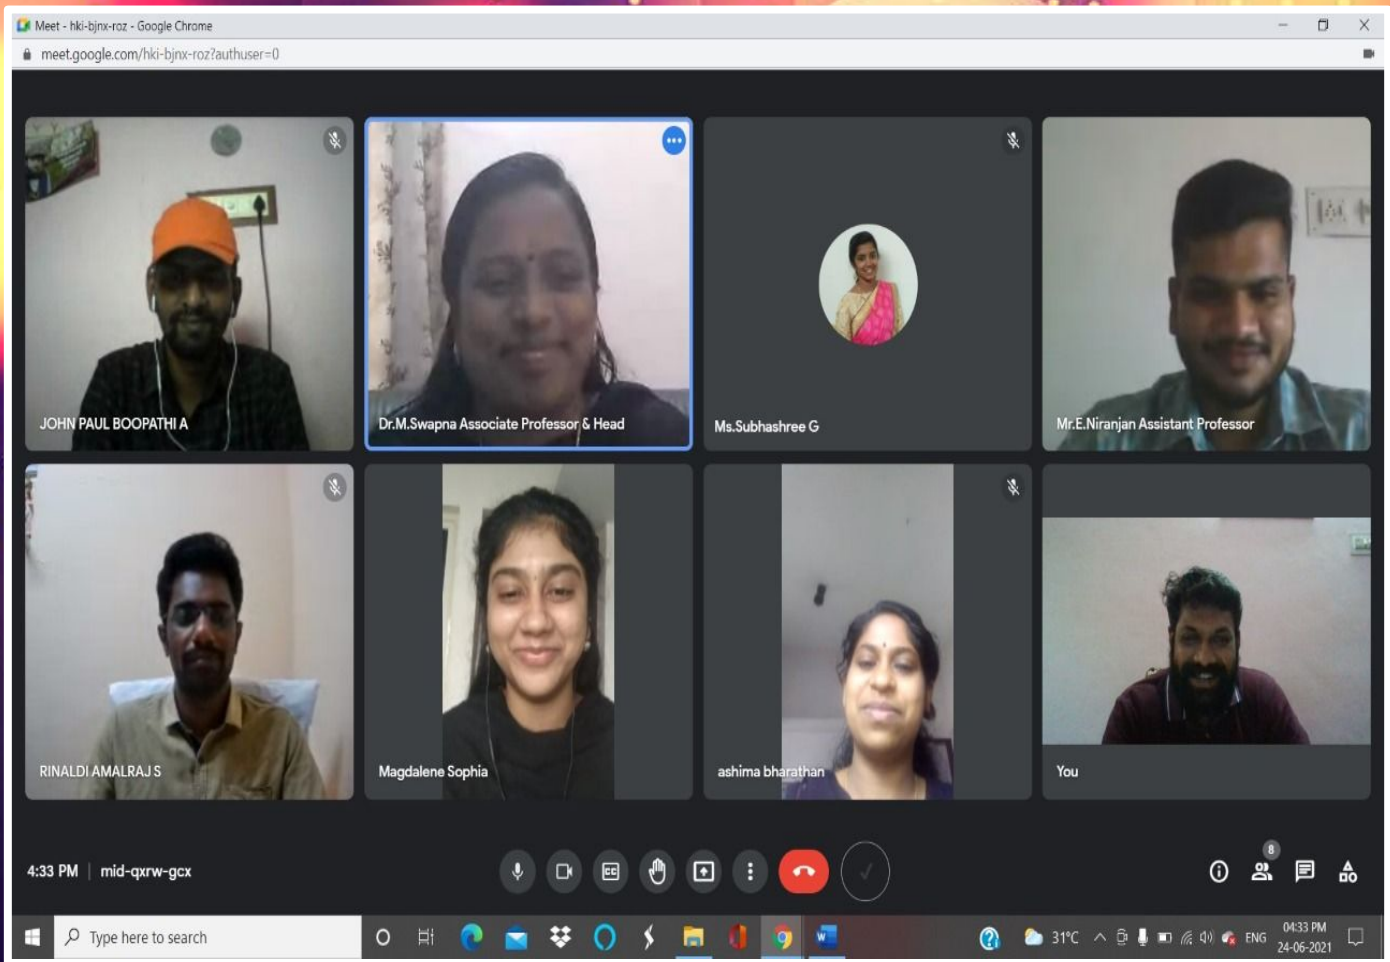 Meet - hki-bjnx-roz - Google Chrome
meet.google.com/hki-bjnx-roz?authuser=0
JOHN PAUL BOOPATHI A
Dr.M.Swapna Associate Professor & Head
Ms.Subhashree G
Mr.E.Niranjan Assistant Professor
RINALDI AMALRAJ S
Magdalene Sophia
ashima bharathan
You
4:33 PM | mid-qxrw-gcx
CC
8
Type here to search
31°C
ENG
04:33 PM
24-06-2021